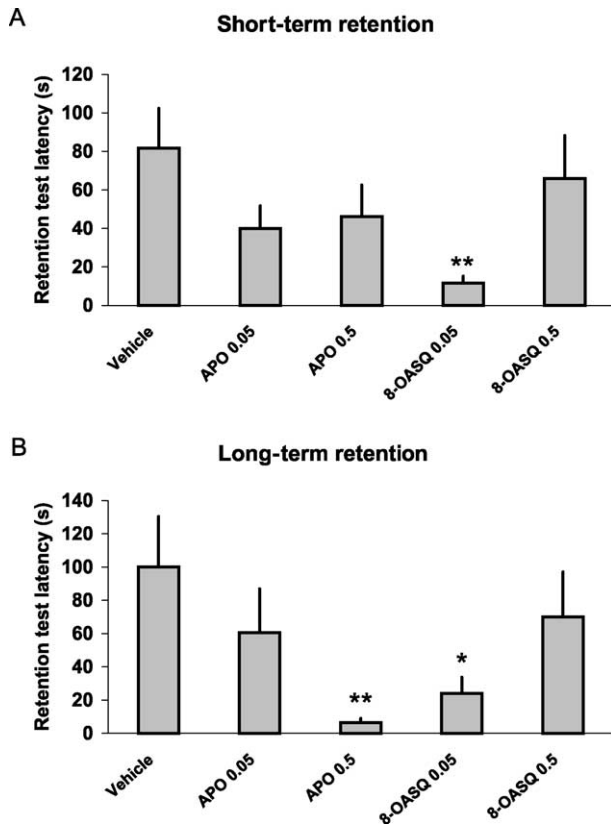 A
Short-term retention
Retention test latency (s)
120
100
80
60
40
20
0
**
Vehicle
APO 0.05
APO 0.5
8-OASQ 0.05
8-OASQ 0.5
B
Long-term retention
Retention test latency (s)
140
120
100
80
60
40
20
0
**
*
Vehicle
APO 0.05
APO 0.5
8-OASQ 0.05
8-OASQ 0.5